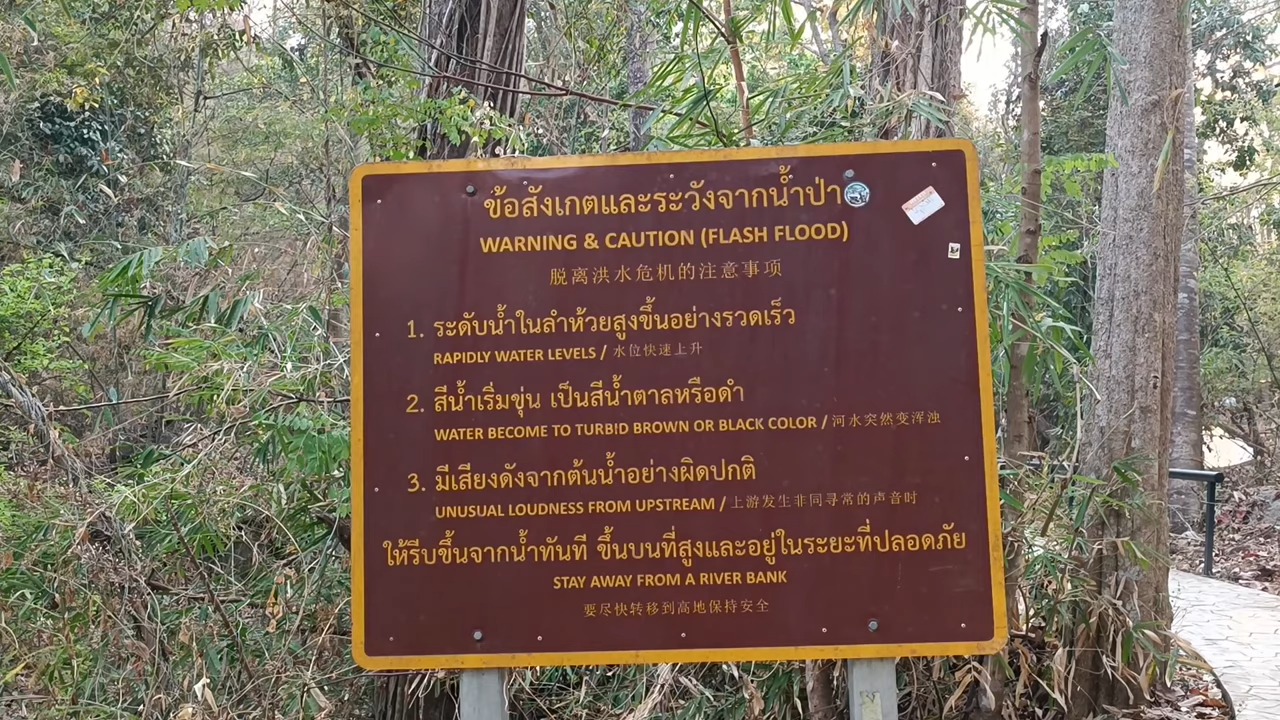 ข้อสังเกตและระวังจากน้ำป่า
WARNING & CAUTION (FLASH FLOOD)
脱离洪水危机的注意事项
1. ระดับน้ำในลำห้วยสูงขึ้นอย่างรวดเร็ว
RAPIDLY WATER LEVELS / 水位快速上升
2. สีน้ำเริ่มขุ่น เป็นสีน้ำตาลหรือดำ
WATER BECOME TO TURBID BROWN OR BLACK COLOR / 河水突然变浑浊
3. มีเสียงดังจากต้นน้ำอย่างผิดปกติ
UNUSUAL LOUDNESS FROM UPSTREAM / 上游发生非同寻常的声音时
ให้รีบขึ้นจากน้ำทันที ขึ้นบนที่สูงและอยู่ในระยะที่ปลอดภัย
STAY AWAY FROM A RIVER BANK
要尽快转移到高地保持安全